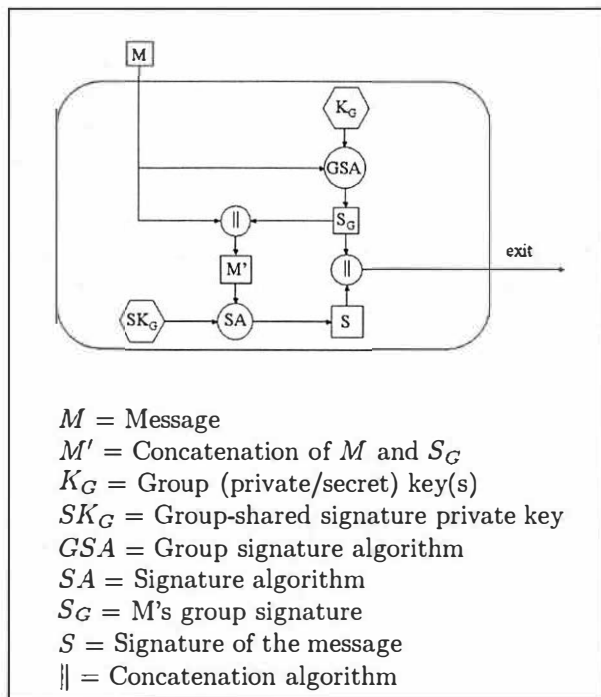 M
K_G
GSA
|| S_G
exit
M' ||
SK_G SA S
M = Message
M' = Concatenation of M and S_G
K_G = Group (private/secret) key(s)
SK_G = Group-shared signature private key
GSA = Group signature algorithm
SA = Signature algorithm
S_G = M's group signature
S = Signature of the message
|| = Concatenation algorithm